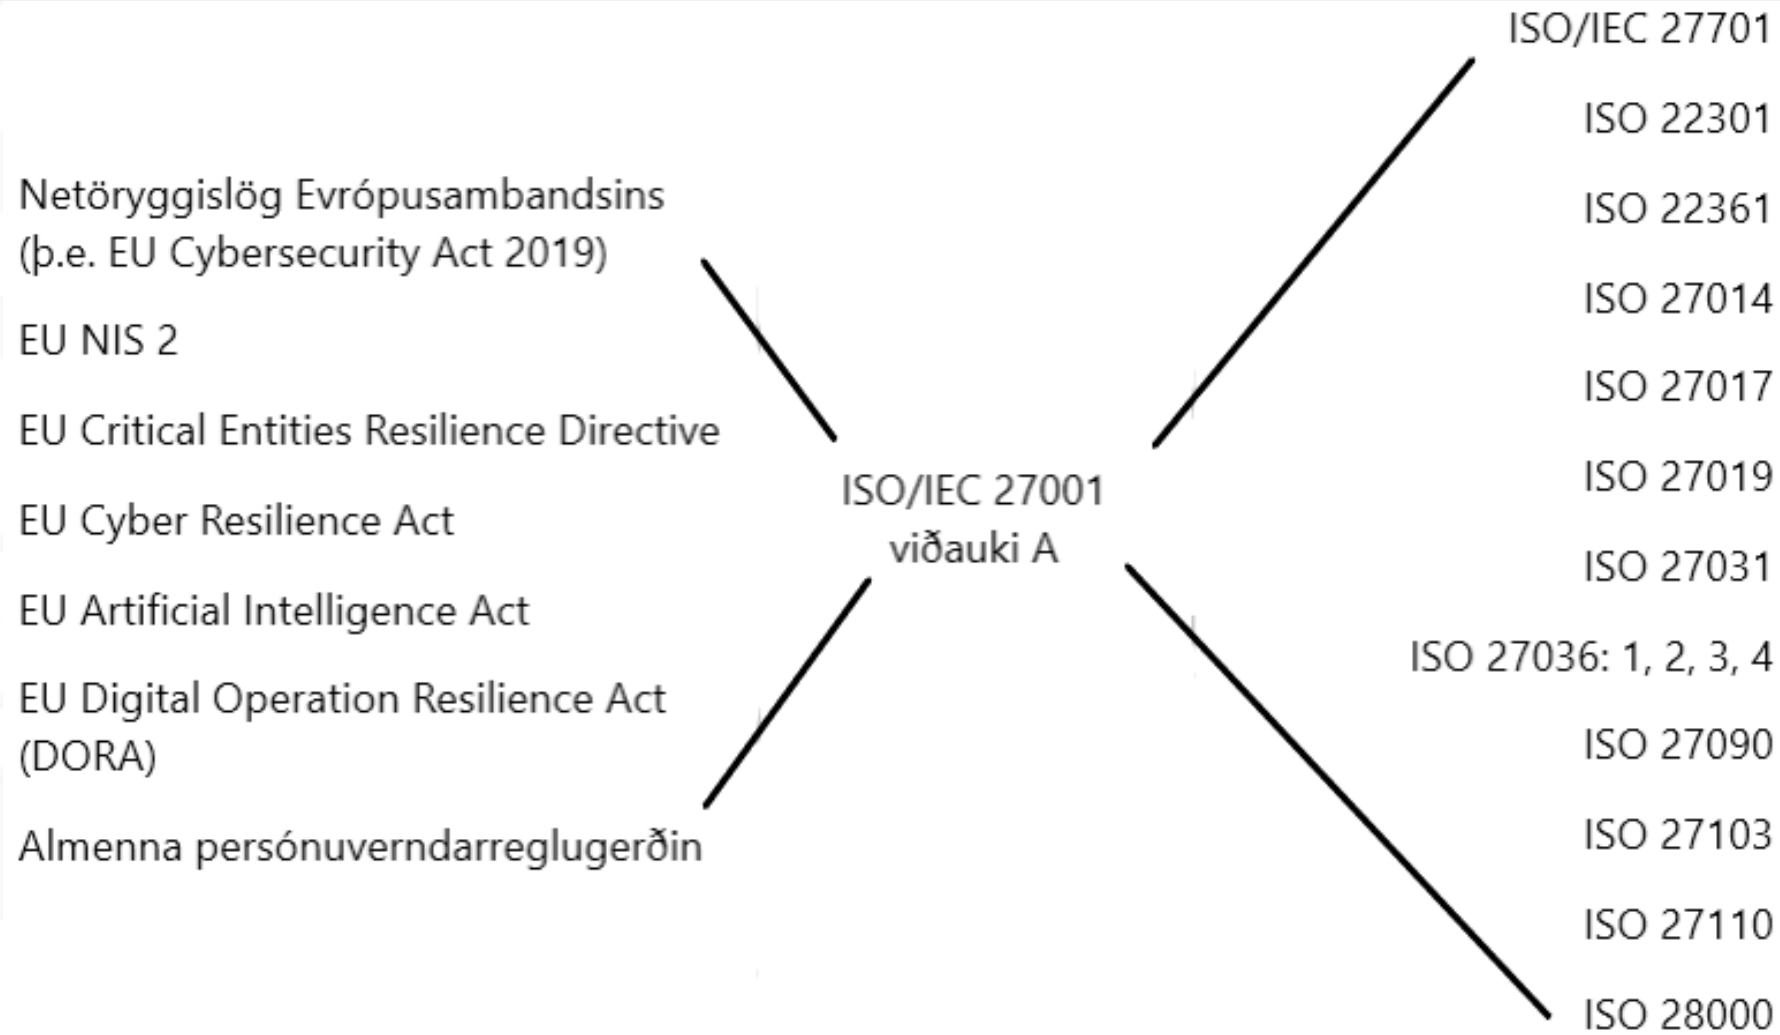 Netöryggislög Evrópusambandsins
(þ.e. EU Cybersecurity Act 2019)
EU NIS 2
EU Critical Entities Resilience Directive
EU Cyber Resilience Act
EU Artificial Intelligence Act
EU Digital Operation Resilience Act
(DORA)
Almenna persónuverndarreglugerðin
ISO/IEC 27001
viðauki A
ISO/IEC 27701
ISO 22301
ISO 22361
ISO 27014
ISO 27017
ISO 27019
ISO 27031
ISO 27036: 1, 2, 3, 4
ISO 27090
ISO 27103
ISO 27110
ISO 28000